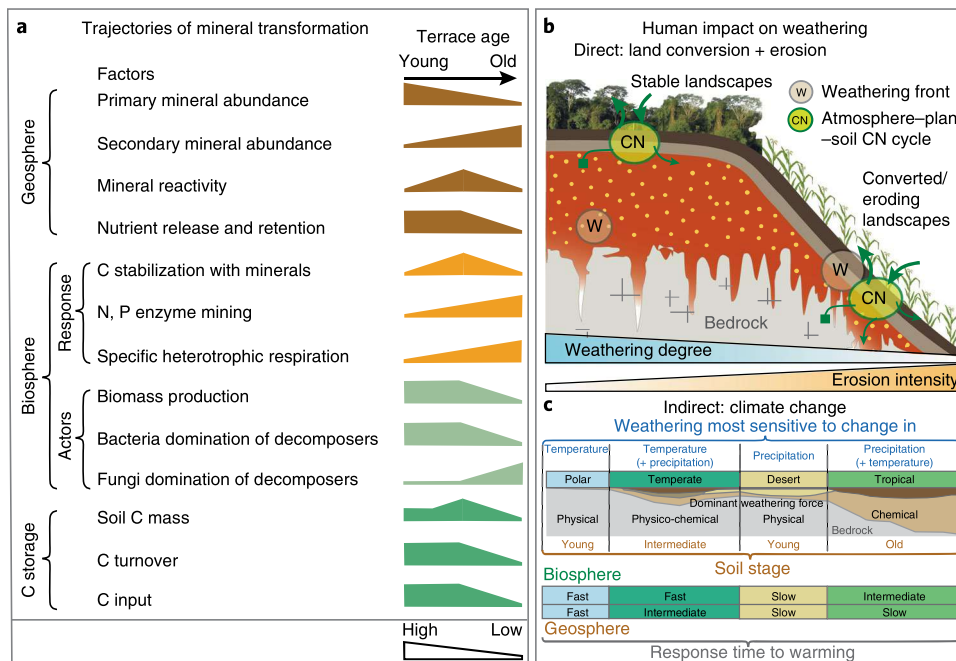 a
Trajectories of mineral transformation
Terrace age
Young Old
Factors
Geosphere
Primary mineral abundance
Secondary mineral abundance
Mineral reactivity
Nutrient release and retention
Biosphere
Response
C stabilization with minerals
N, P enzyme mining
Specific heterotrophic respiration
Actors
Biomass production
Bacteria domination of decomposers
Fungi domination of decomposers
C storage
Soil C mass
C turnover
C input
High Low
b
Human impact on weathering
Direct: land conversion + erosion
Stable landscapes
W Weathering front
CN Atmosphere–plan
–soil CN cycle
CN
Converted/
eroding
landscapes
W
W
CN
Bedrock
Weathering degree
Erosion intensity
c
Indirect: climate change
Weathering most sensitive to change in
Temperature
Temperature
(+ precipitation)
Precipitation
Precipitation
(+ temperature)
Polar Temperate Desert Tropical
Dominant weathering force
Physical Physico-chemical Physical Chemical
Bedrock
Young Intermediate Young Old
Soil stage
Biosphere
Fast Fast Slow Intermediate
Fast Intermediate Slow Slow
Geosphere
Response time to warming